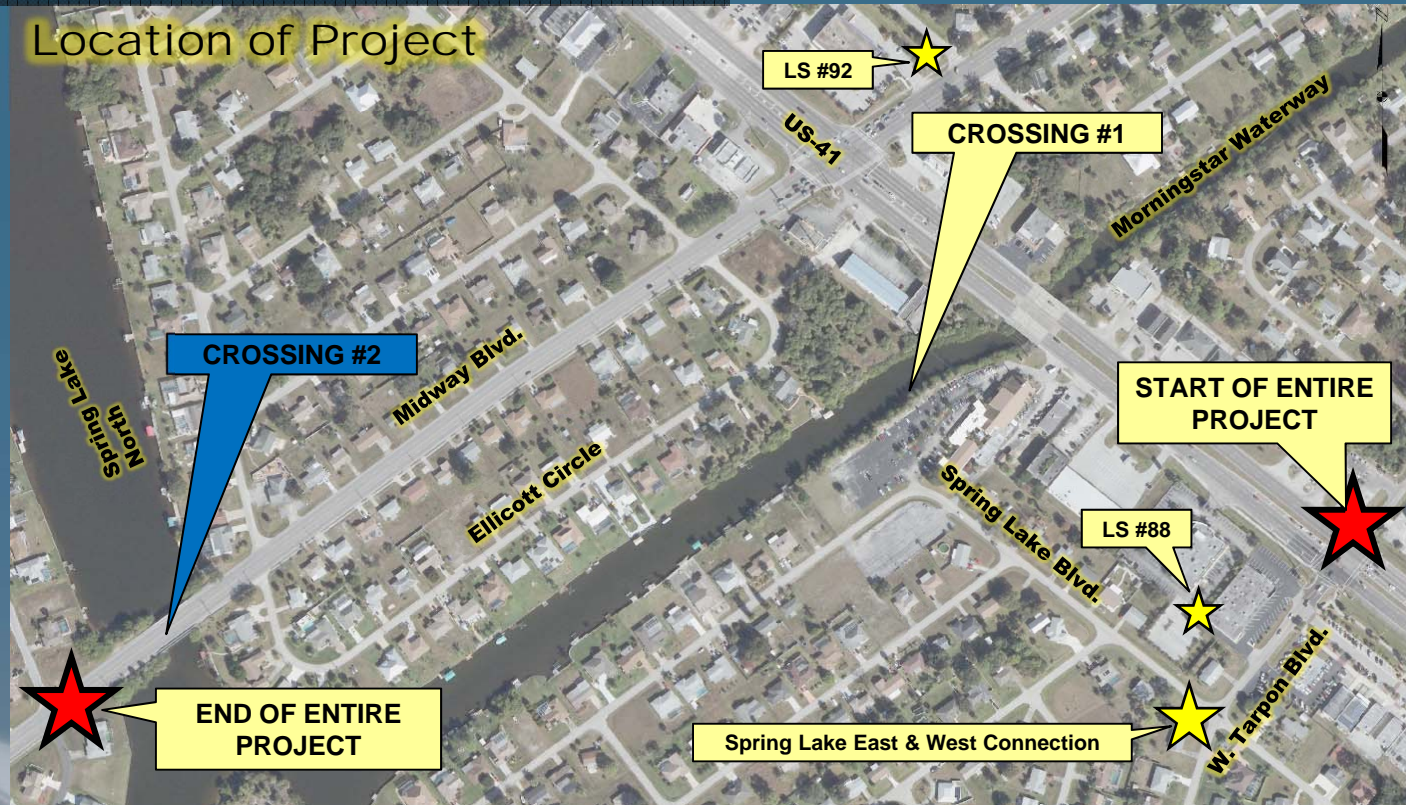 Location of Project
LS #92
US-41
CROSSING #1
Morningstar Waterway
CROSSING #2
Midway Blvd.
Spring Lake
North
START OF ENTIRE
PROJECT
Ellicott Circle
Spring Lake Blvd.
LS #88
END OF ENTIRE
PROJECT
Spring Lake East & West Connection
W. Tarpon Blvd.
N